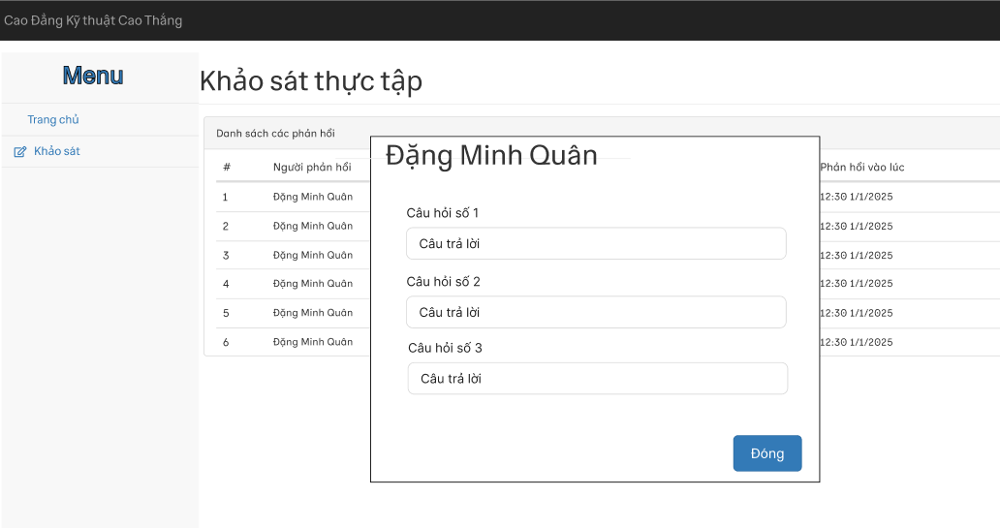 Cao Đẳng Kỹ thuật Cao Thắng
Menu
Trang chủ
Khảo sát
Khảo sát thực tập
Danh sách các phản hồi
# Người phản hồi Phản hồi vào lúc
1 Đặng Minh Quân 12:30 1/1/2025
2 Đặng Minh Quân 12:30 1/1/2025
3 Đặng Minh Quân 12:30 1/1/2025
4 Đặng Minh Quân 12:30 1/1/2025
5 Đặng Minh Quân 12:30 1/1/2025
6 Đặng Minh Quân 12:30 1/1/2025
Đặng Minh Quân
Câu hỏi số 1
Câu trả lời
Câu hỏi số 2
Câu trả lời
Câu hỏi số 3
Câu trả lời
Đóng